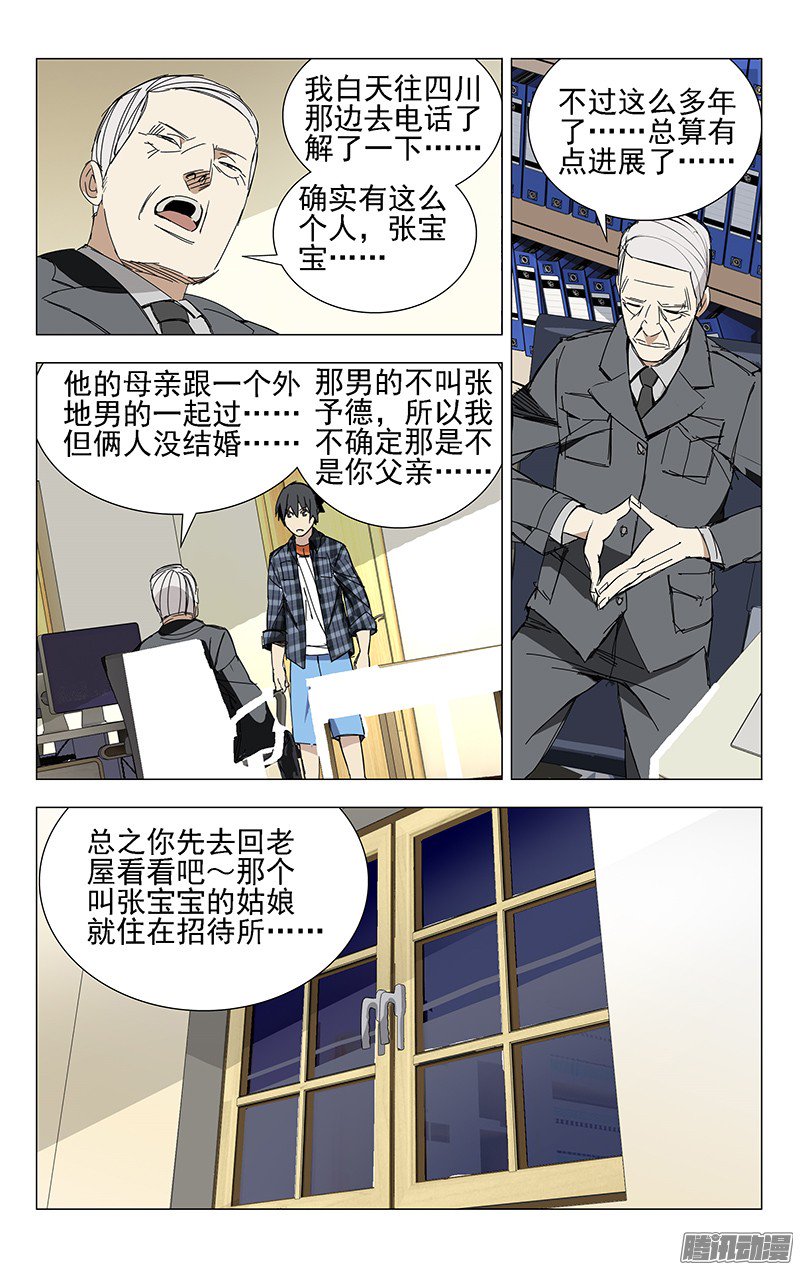 我白天往四川
那边去电话了
解了一下……
确实有这么
个人，张宝
宝……
不过这么多年
了……总算有
点进展了……
他的母亲跟一个外
地男的一起过……
但俩人没结婚……
那男的不叫张
予德，所以我
不确定那是不
是你父亲……
总之你先去回老
屋看看吧～那个
叫张宝宝的姑娘
就住在招待所……
腾讯动漫